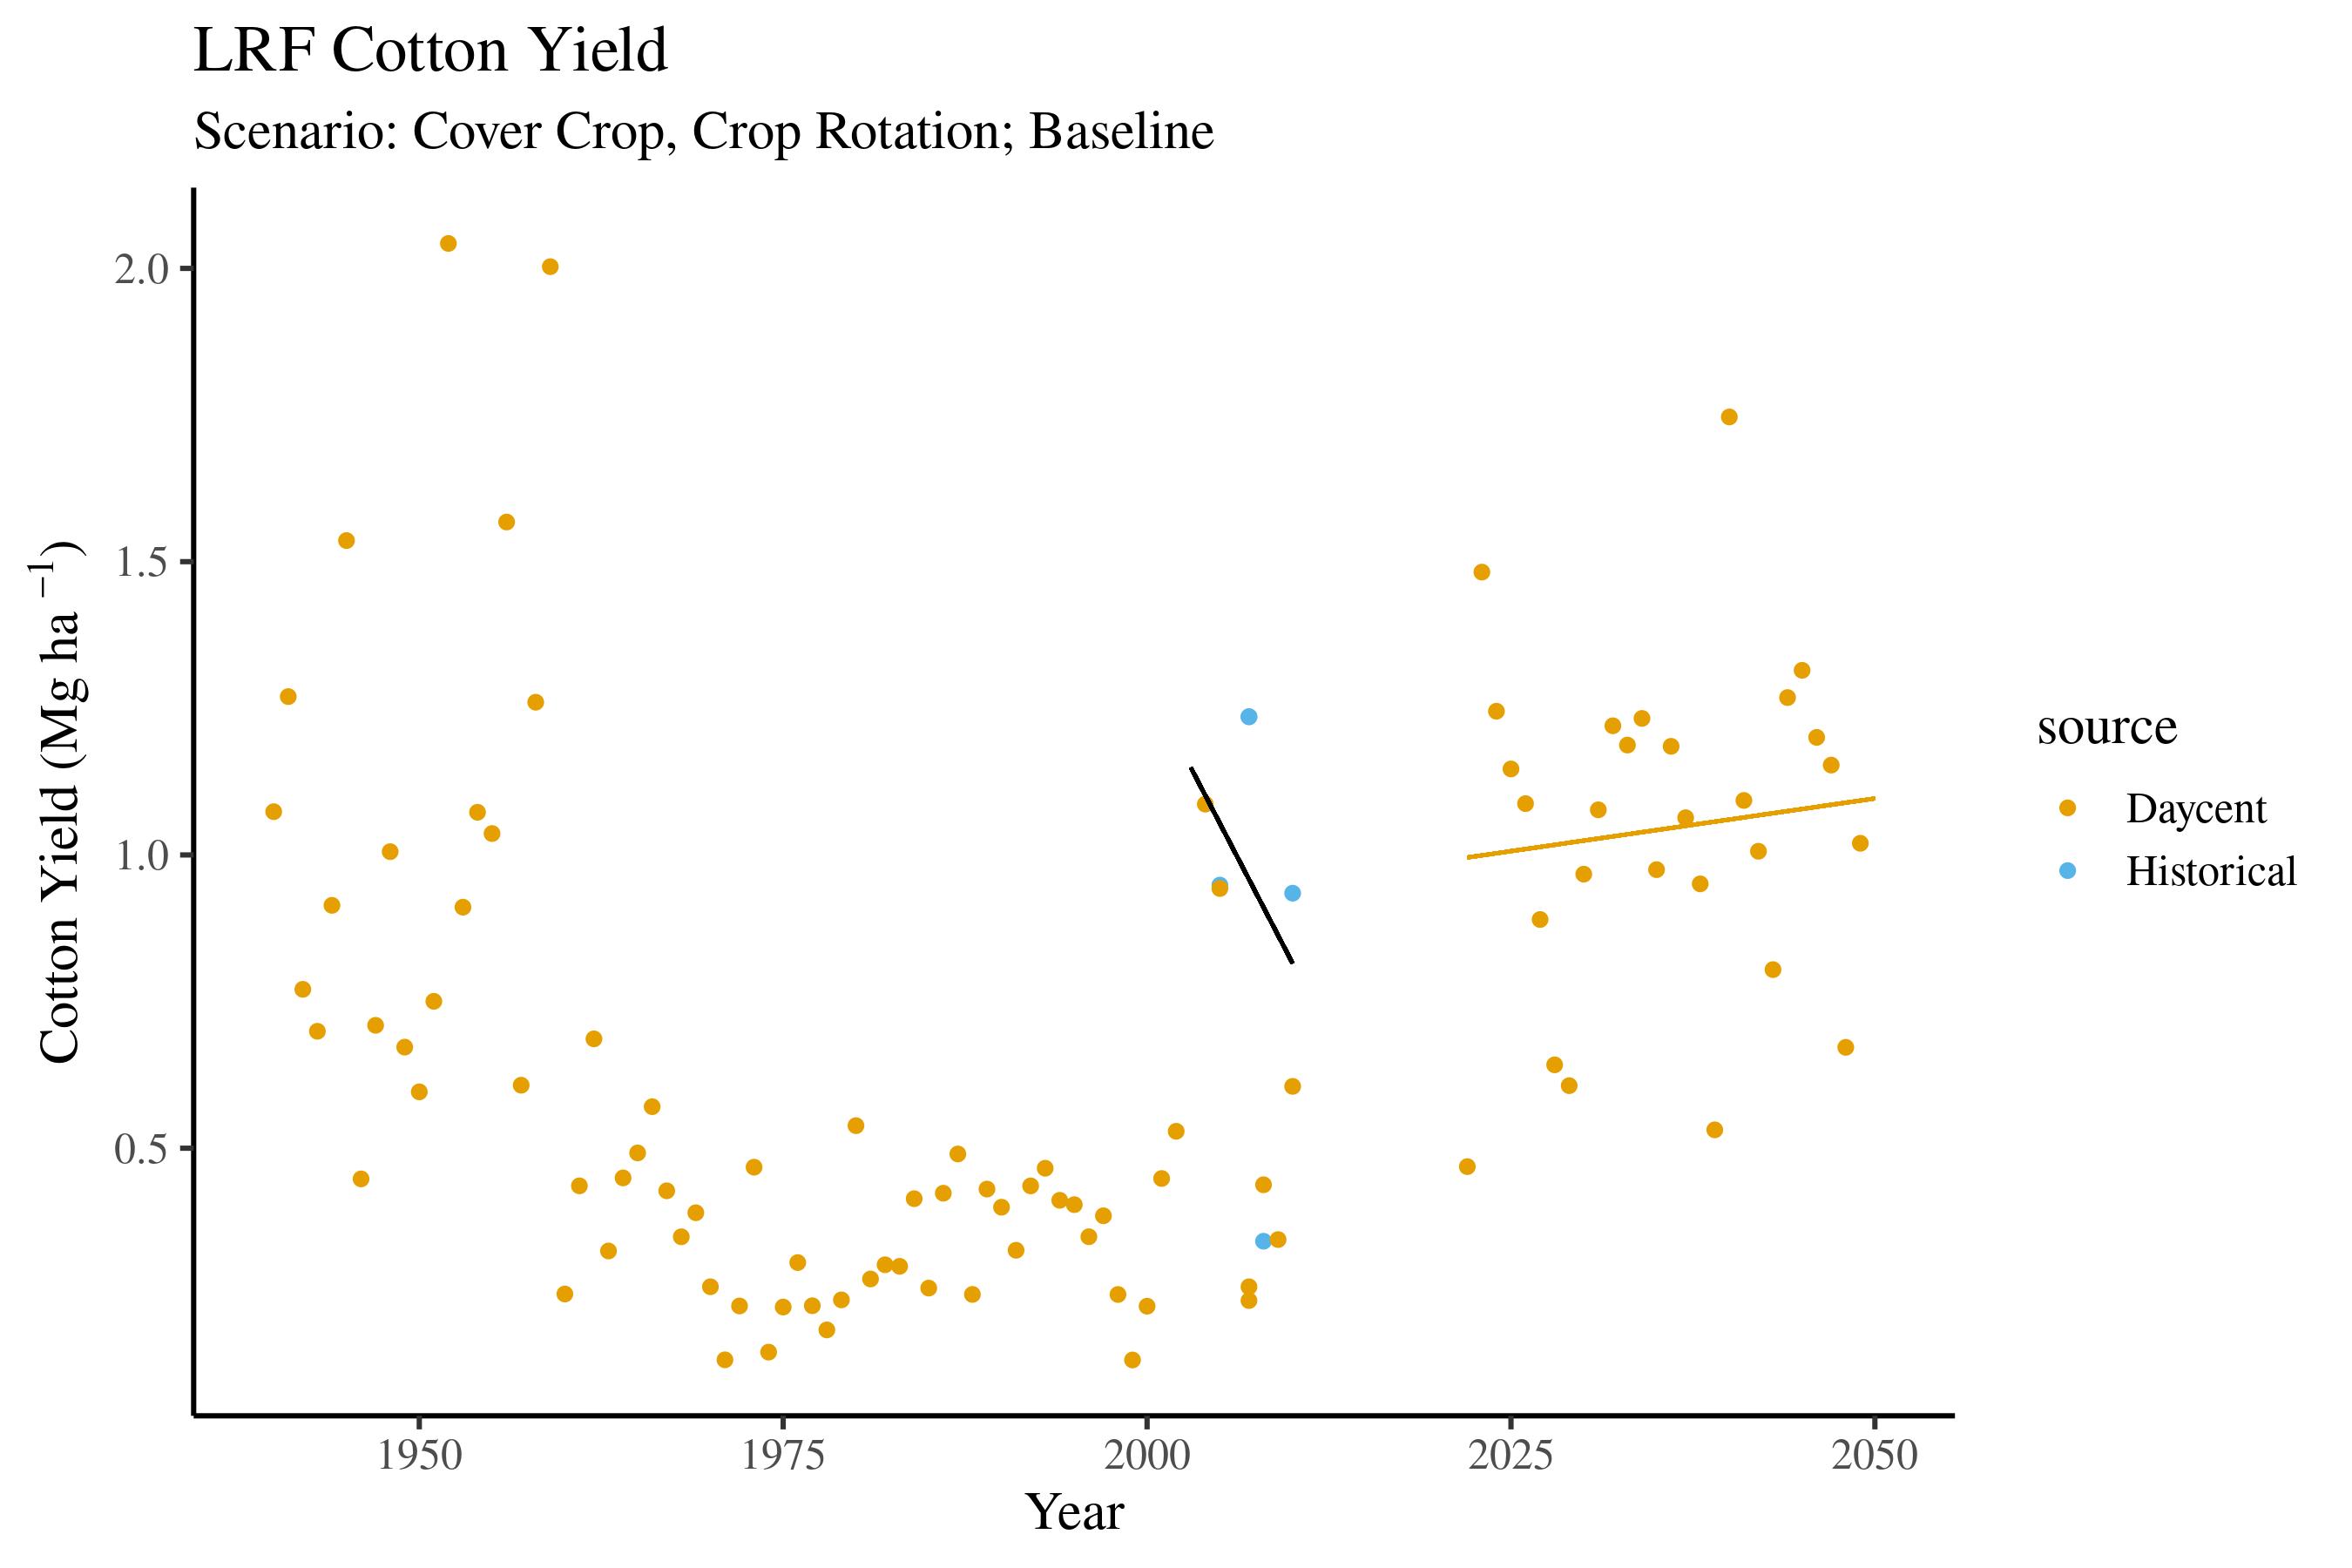 LRF Cotton Yield
Scenario: Cover Crop, Crop Rotation; Baseline
Cotton Yield (Mg ha −1)
2.0
1.5
1.0
0.5
1950
1975
2000
2025
2050
Year
source
Daycent
Historical